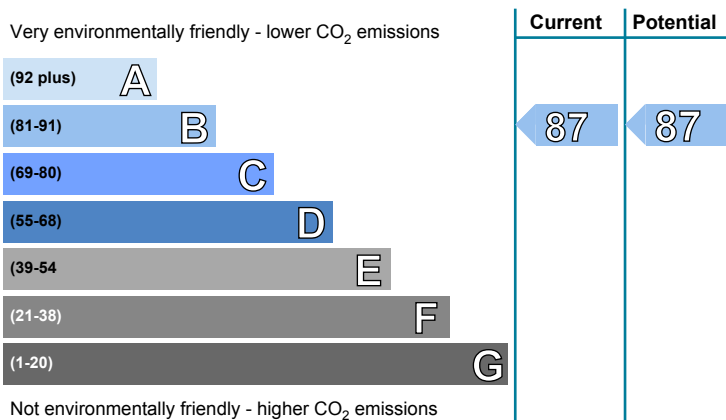 Current Potential
Very environmentally friendly - lower CO2 emissions
(92 plus) A
(81-91) B 87 87
(69-80) C
(55-68) D
(39-54 E
(21-38) F
(1-20) G
Not environmentally friendly - higher CO2 emissions